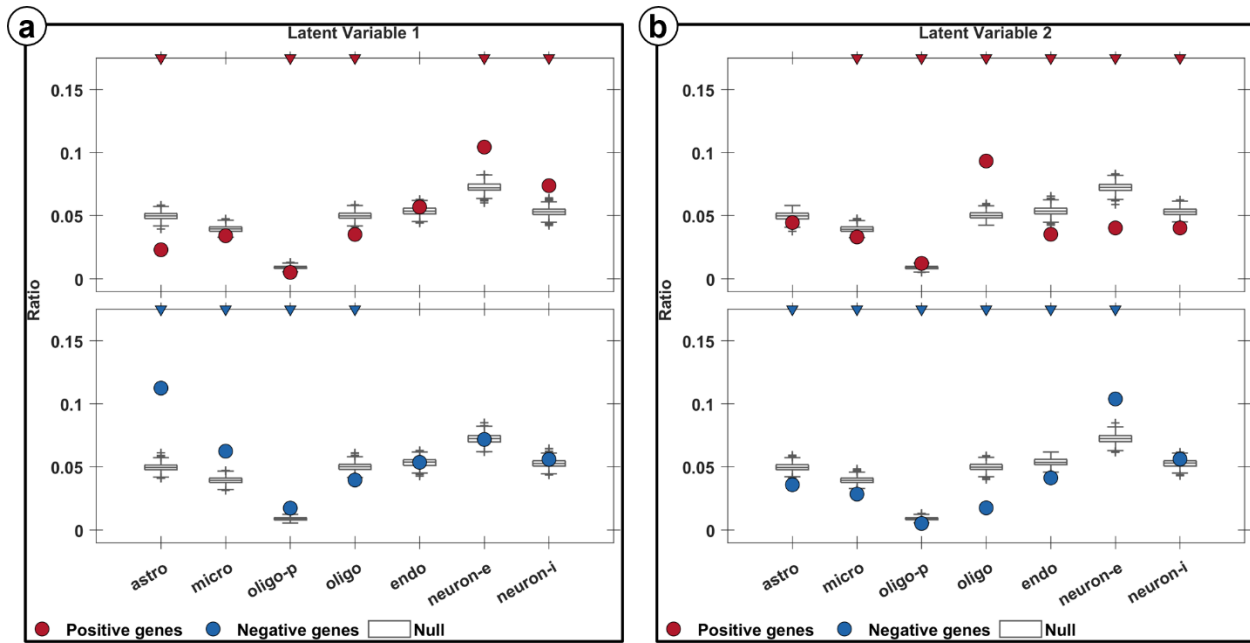 a
Latent Variable 1
0.15
0.1
0.05
0
Ratio
0.15
0.1
0.05
0
astro micro oligo-p oligo endo neuron-e neuron-i
Positive genes Negative genes Null
b
Latent Variable 2
0.15
0.1
0.05
0
Ratio
0.15
0.1
0.05
0
astro micro oligo-p oligo endo neuron-e neuron-i
Positive genes Negative genes Null